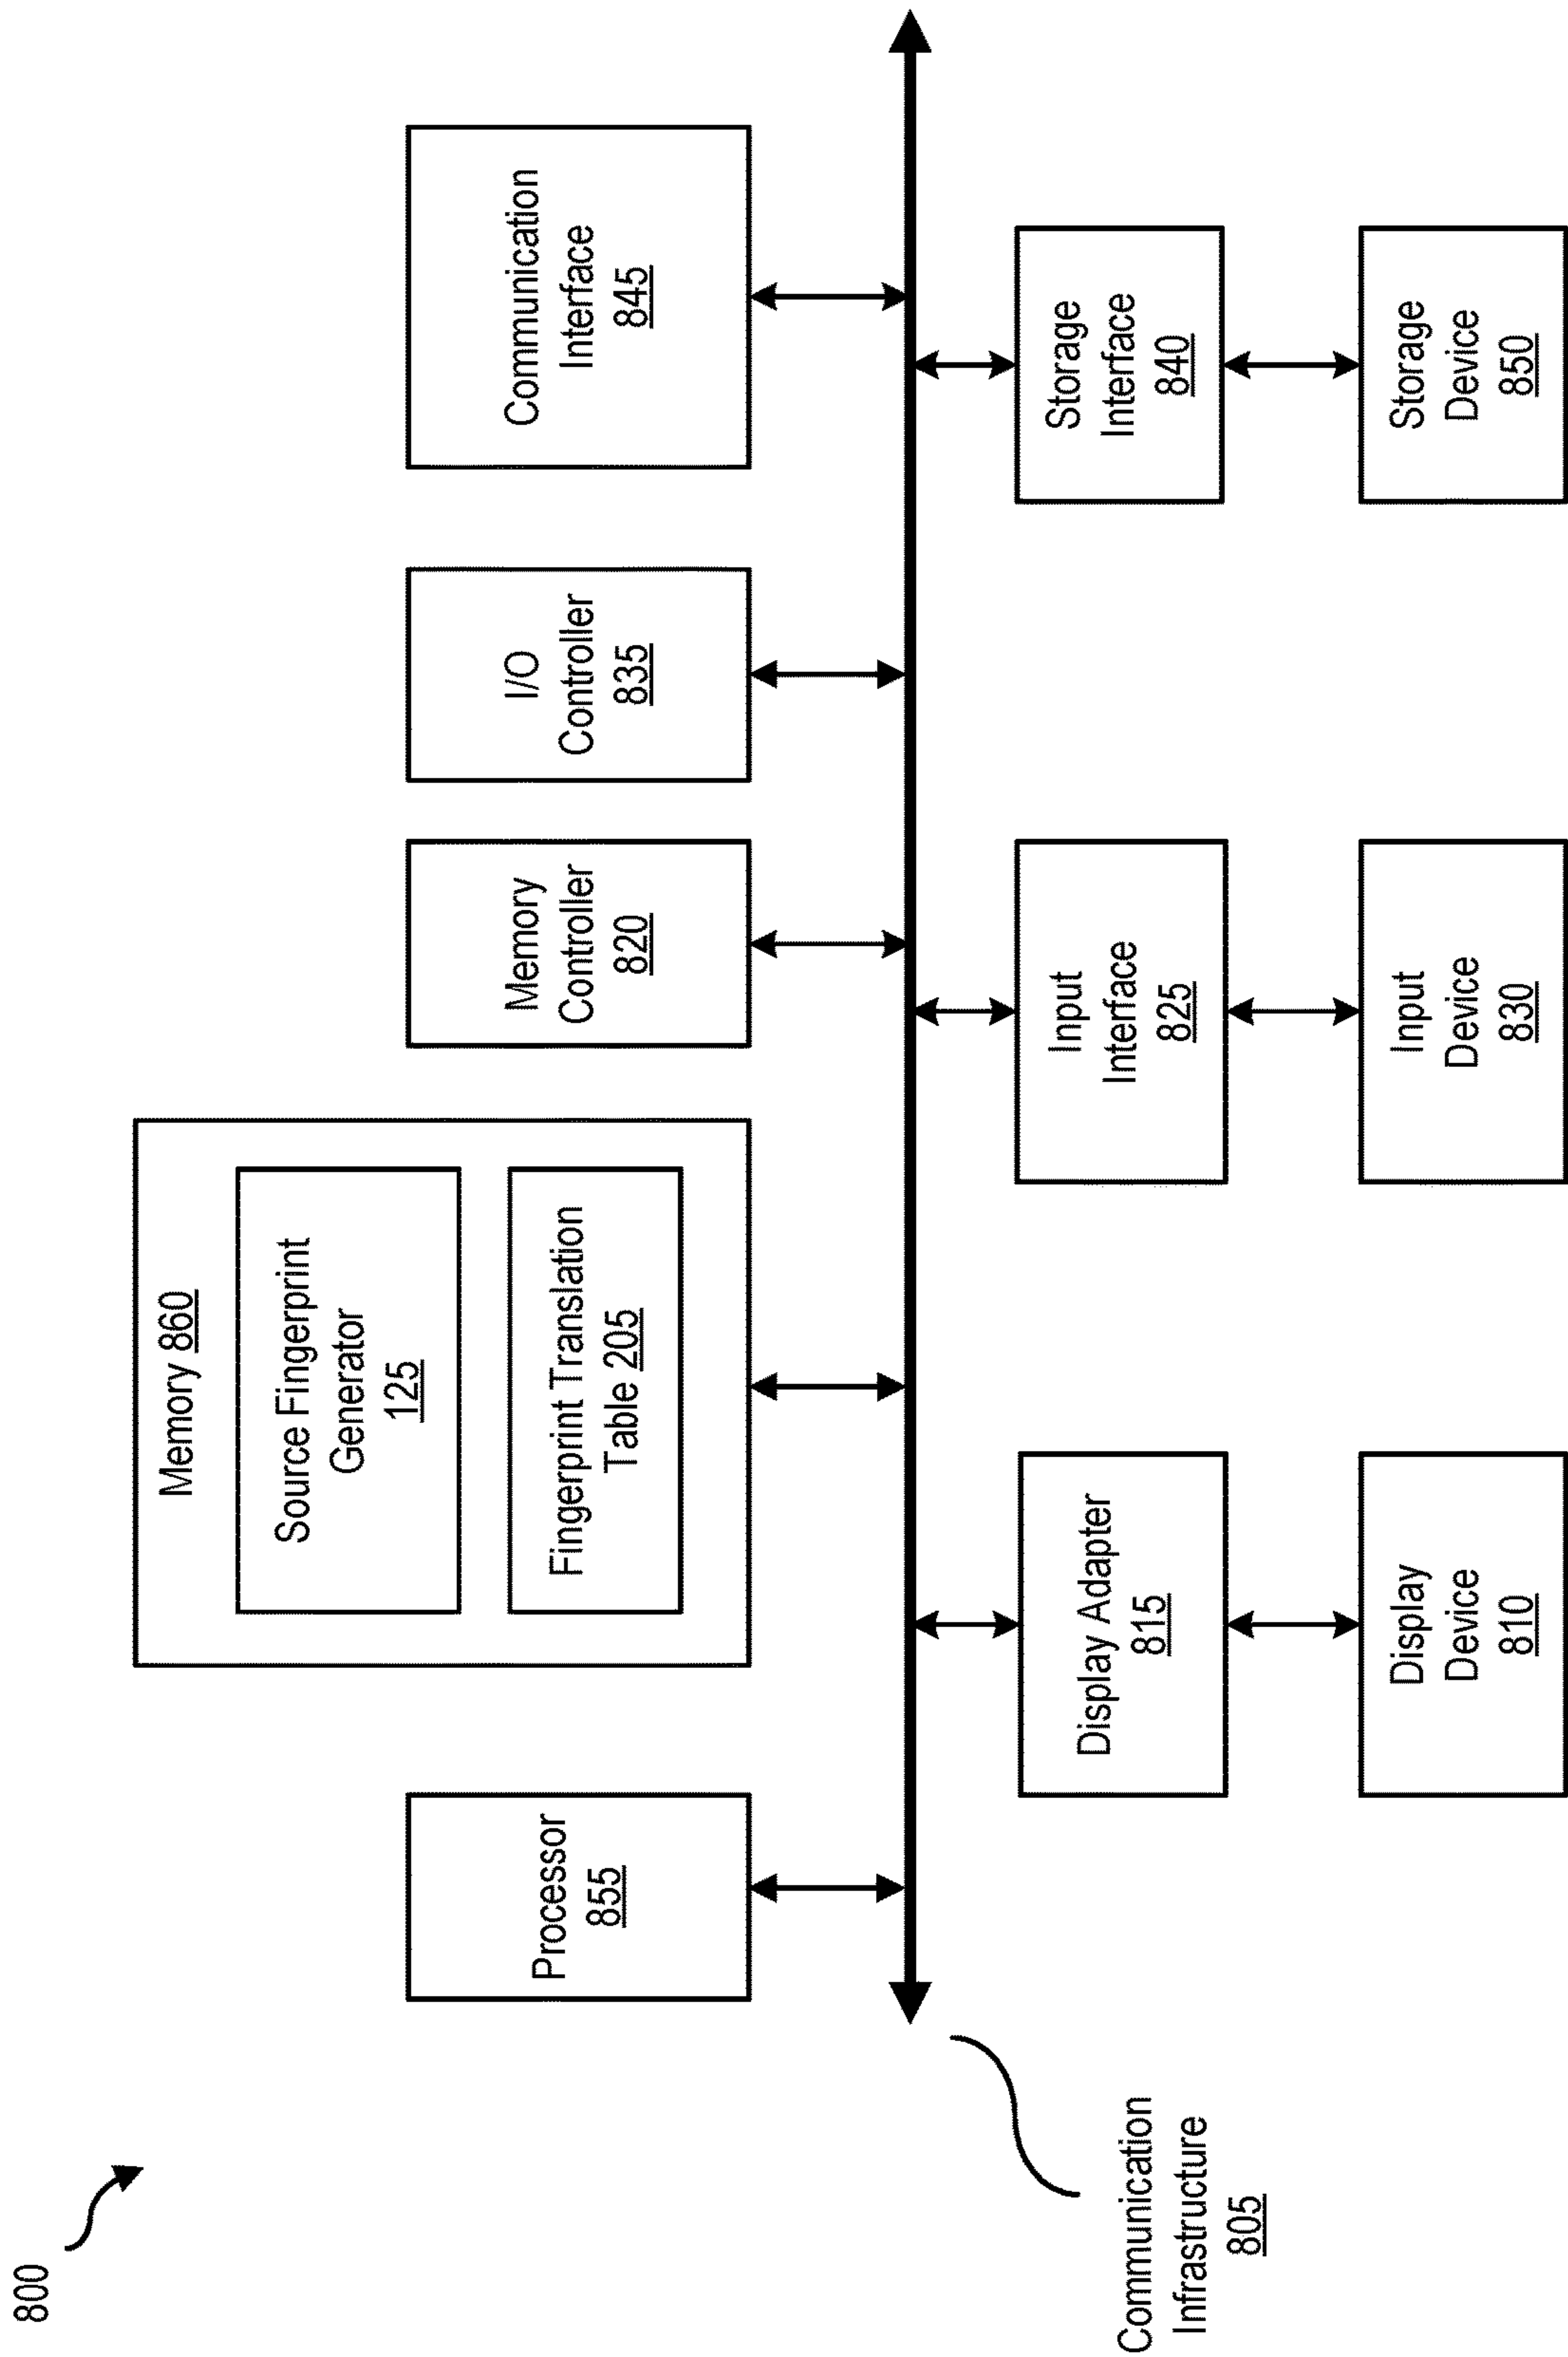 800
Processor
855
Memory 860
Source Fingerprint
Generator
125
Fingerprint Translation
Table 205
Memory
Controller
820
I/O
Controller
835
Communication
Interface
845
Communication
Infrastructure
805
Display Adapter
815
Input
Interface
825
Storage
Interface
840
Display
Device
810
Input
Device
830
Storage
Device
850